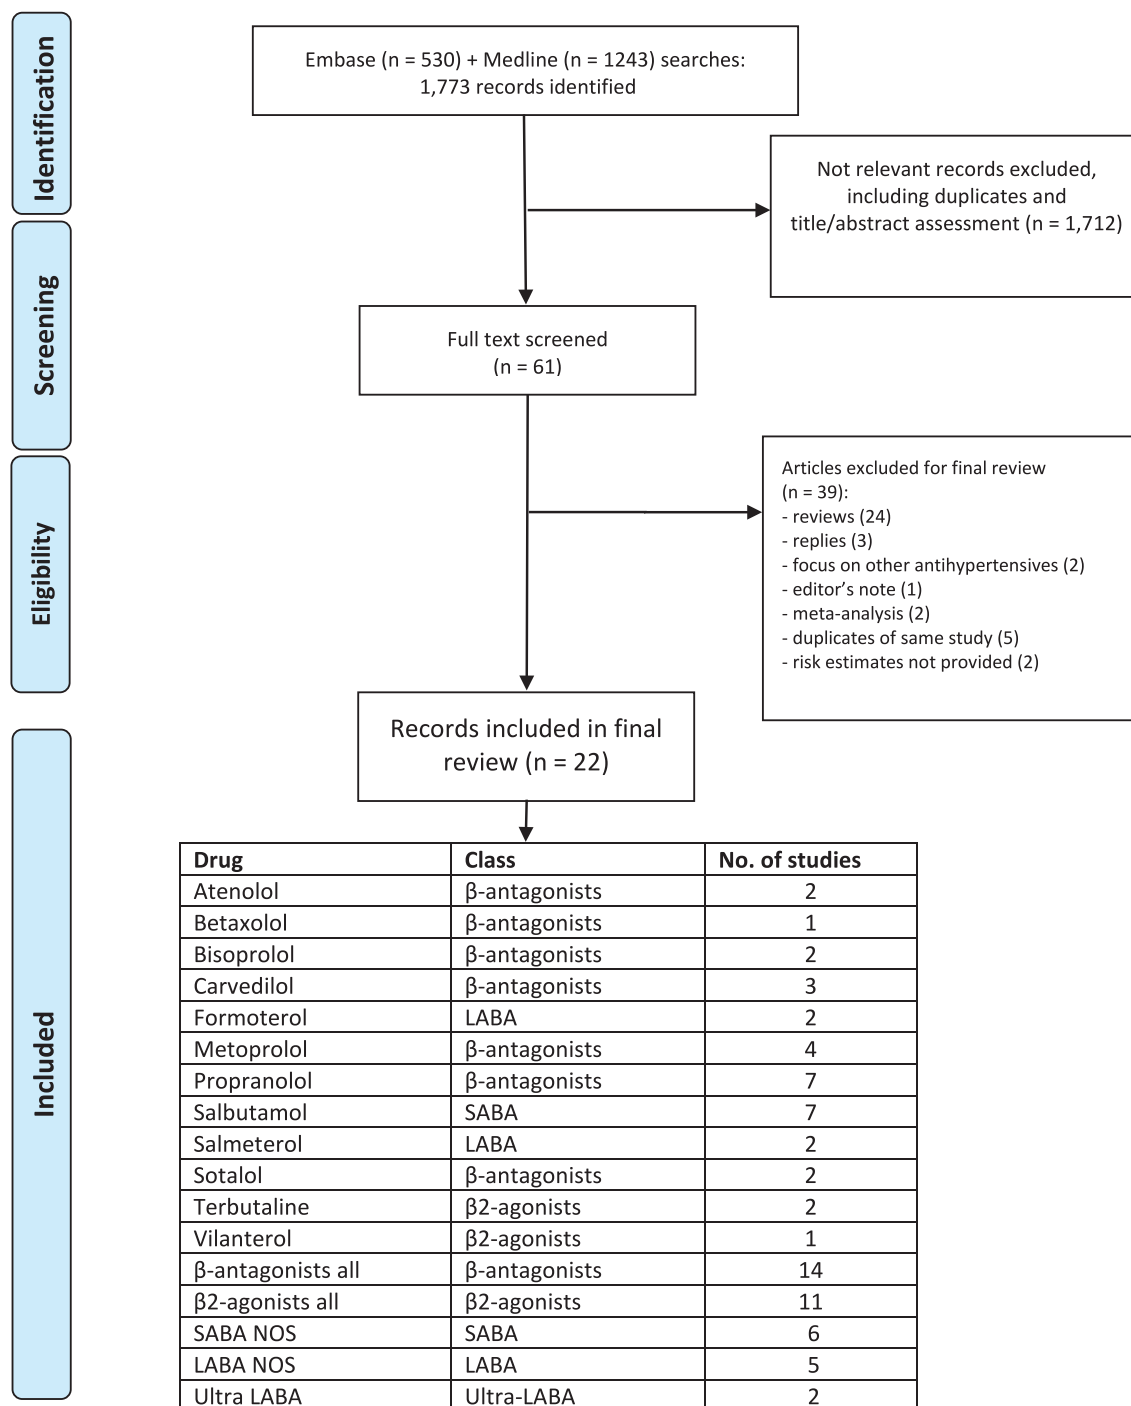 Identification
Embase (n = 530) + Medline (n = 1243) searches:
1,773 records identified
Not relevant records excluded,
including duplicates and
title/abstract assessment (n = 1,712)
Screening
Full text screened
(n = 61)
Eligibility
Articles excluded for final review
(n = 39):
- reviews (24)
- replies (3)
- focus on other antihypertensives (2)
- editor’s note (1)
- meta-analysis (2)
- duplicates of same study (5)
- risk estimates not provided (2)
Records included in final
review (n = 22)
Included
Drug Class No. of studies
Atenolol β-antagonists 2
Betaxolol β-antagonists 1
Bisoprolol β-antagonists 2
Carvedilol β-antagonists 3
Formoterol LABA 2
Metoprolol β-antagonists 4
Propranolol β-antagonists 7
Salbutamol SABA 7
Salmeterol LABA 2
Sotalol β-antagonists 2
Terbutaline β2-agonists 2
Vilanterol β2-agonists 1
β-antagonists all β-antagonists 14
β2-agonists all β2-agonists 11
SABA NOS SABA 6
LABA NOS LABA 5
Ultra LABA Ultra-LABA 2